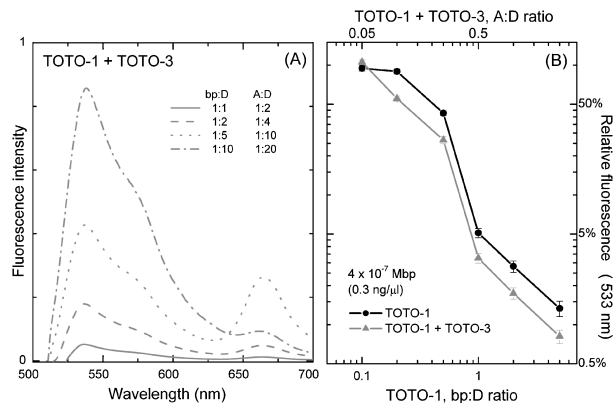 TOTO-1 + TOTO-3
(A)
bp:D A:D
1:1 1:2
1:2 1:4
1:5 1:10
1:10 1:20
1
0
Fluorescence intensity
500 550 600 650 700
Wavelength (nm)
TOTO-1 + TOTO-3, A:D ratio
0.05 0.5
(B)
50%
5%
0.5%
Relative fluorescence (533 nm)
4 x 10⁻⁷ Mbp
(0.3 ng/µl)
TOTO-1
TOTO-1 + TOTO-3
0.1 1
TOTO-1, bp:D ratio